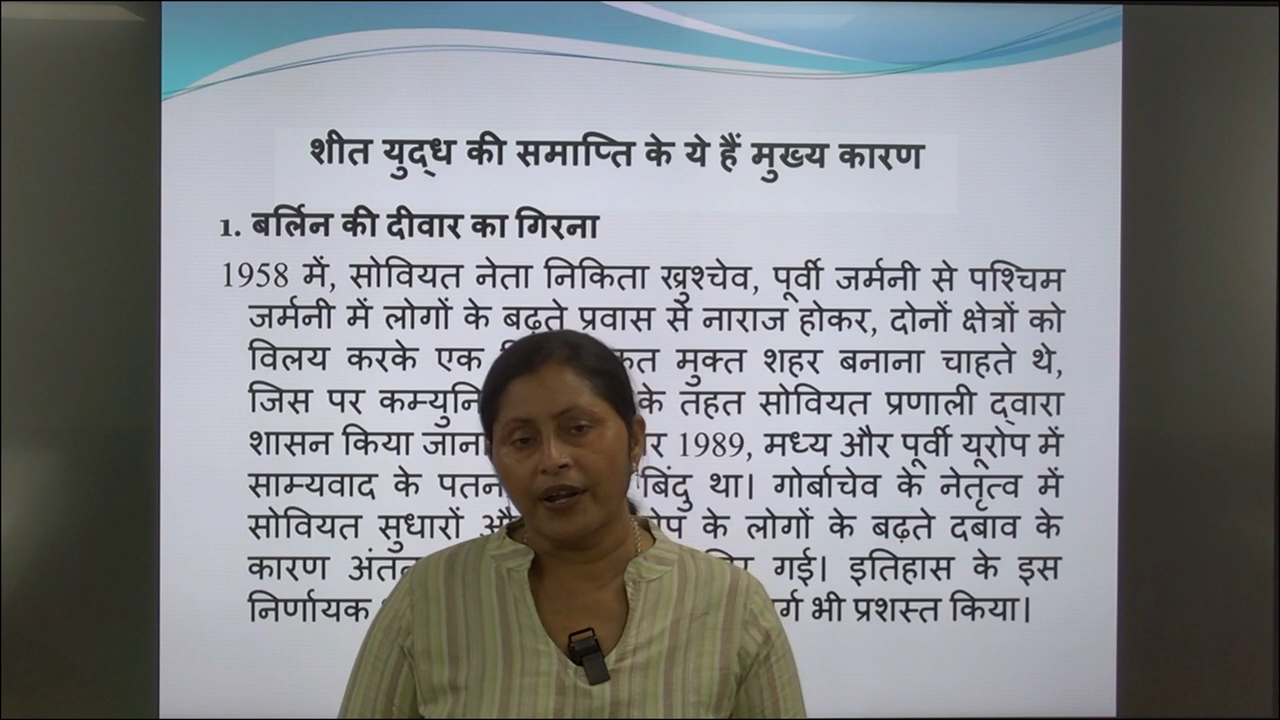 शीत युद्ध की समाप्ति के ये हैं मुख्य कारण
1. बर्लिन की दीवार का गिरना
1958 में, सोवियत नेता निकिता ख्रुश्चेव, पूर्वी जर्मनी से पश्चिम
जर्मनी में लोगों के बढ़ते प्रवास से नाराज होकर, दोनों क्षेत्रों को
विलय करके एक मुक्त शहर बनाना चाहते थे,
जिस पर के तहत सोवियत प्रणाली द्वारा
शासन किया 1989, मध्य और पूर्वी यूरोप में
साम्यवाद के बिंदु था। गोर्बाचेव के नेतृत्व में
सोवियत सुधारों के लोगों के बढ़ते दबाव के
कारण गई। इतिहास के इस
निर्णायक भी प्रशस्त किया।